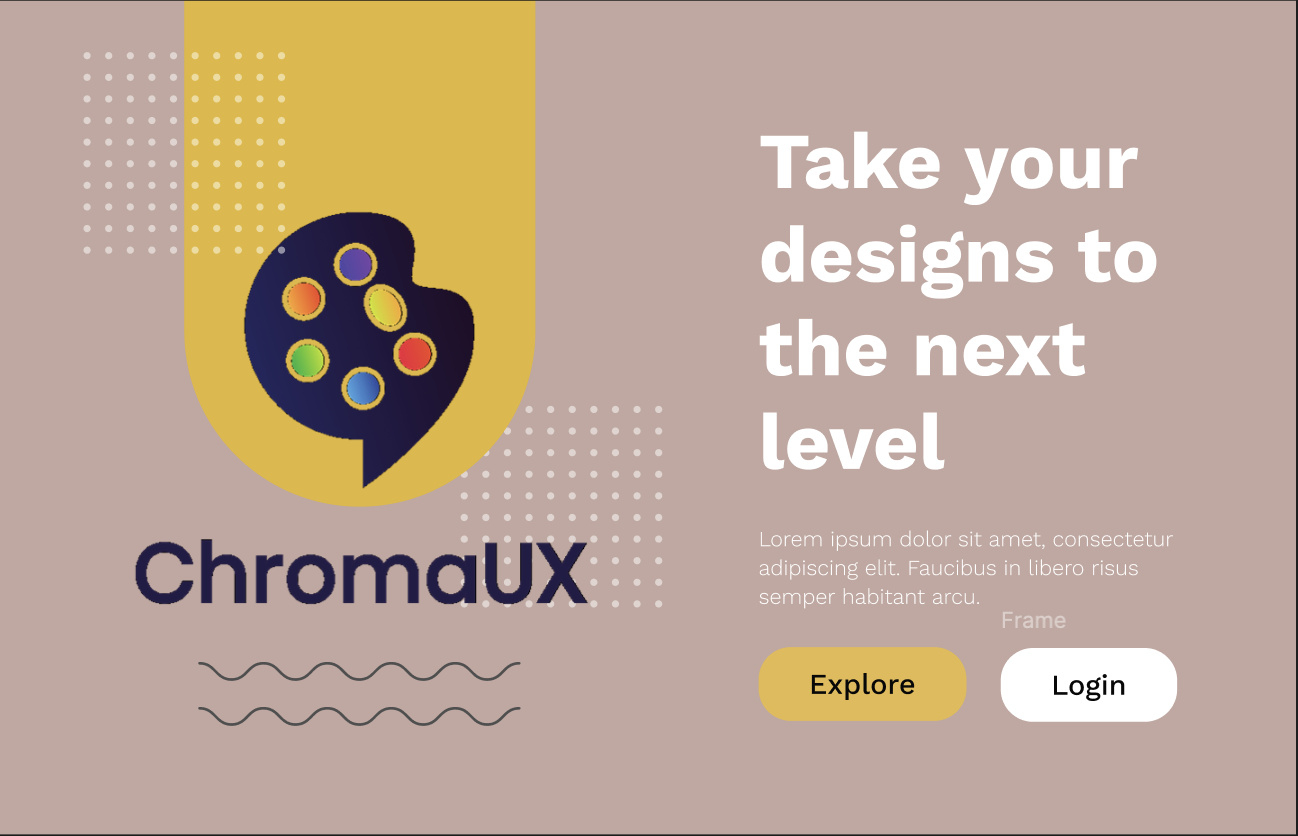 ChromaUX
Take your
designs to
the next
level
Lorem ipsum dolor sit amet, consectetur
adipiscing elit. Faucibus in libero risus
semper habitant arcu.
Frame
Explore
Login